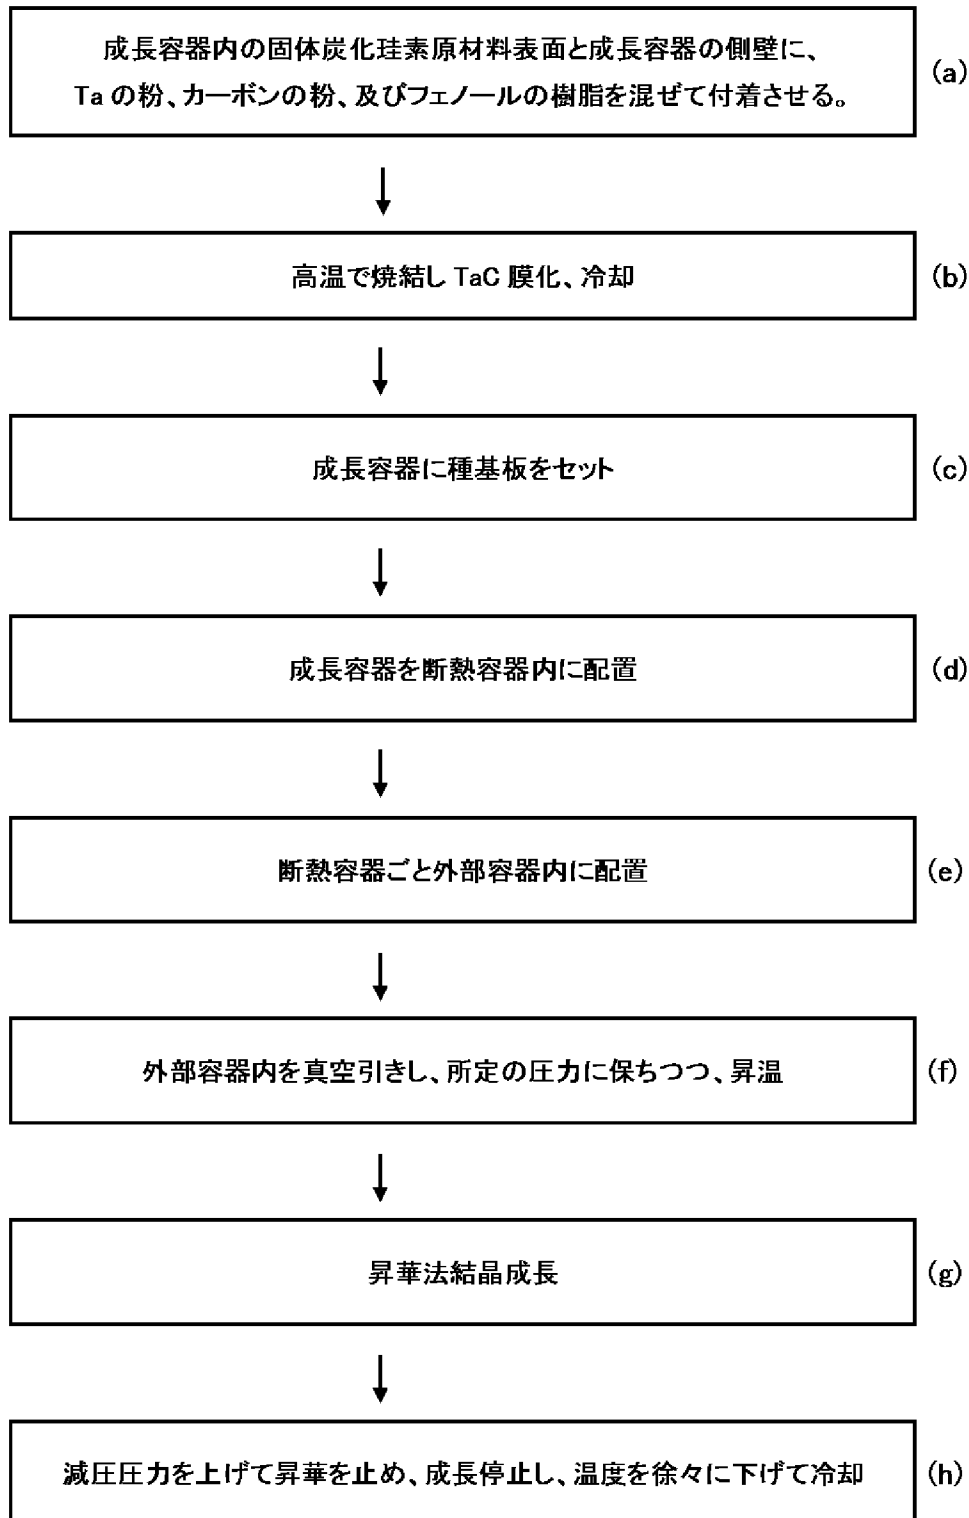 成長容器内の固体炭化珪素原材料表面と成長容器の側壁に、
Ta の粉、カーボンの粉、及びフェノールの樹脂を混ぜて付着させる。
(a)
高温で焼結し TaC 膜化、冷却
(b)
成長容器に種基板をセット
(c)
成長容器を断熱容器内に配置
(d)
断熱容器ごと外部容器内に配置
(e)
外部容器内を真空引きし、所定の圧力に保ちつつ、昇温
(f)
昇華法結晶成長
(g)
減圧圧力を上げて昇華を止め、成長停止し、温度を徐々に下げて冷却
(h)